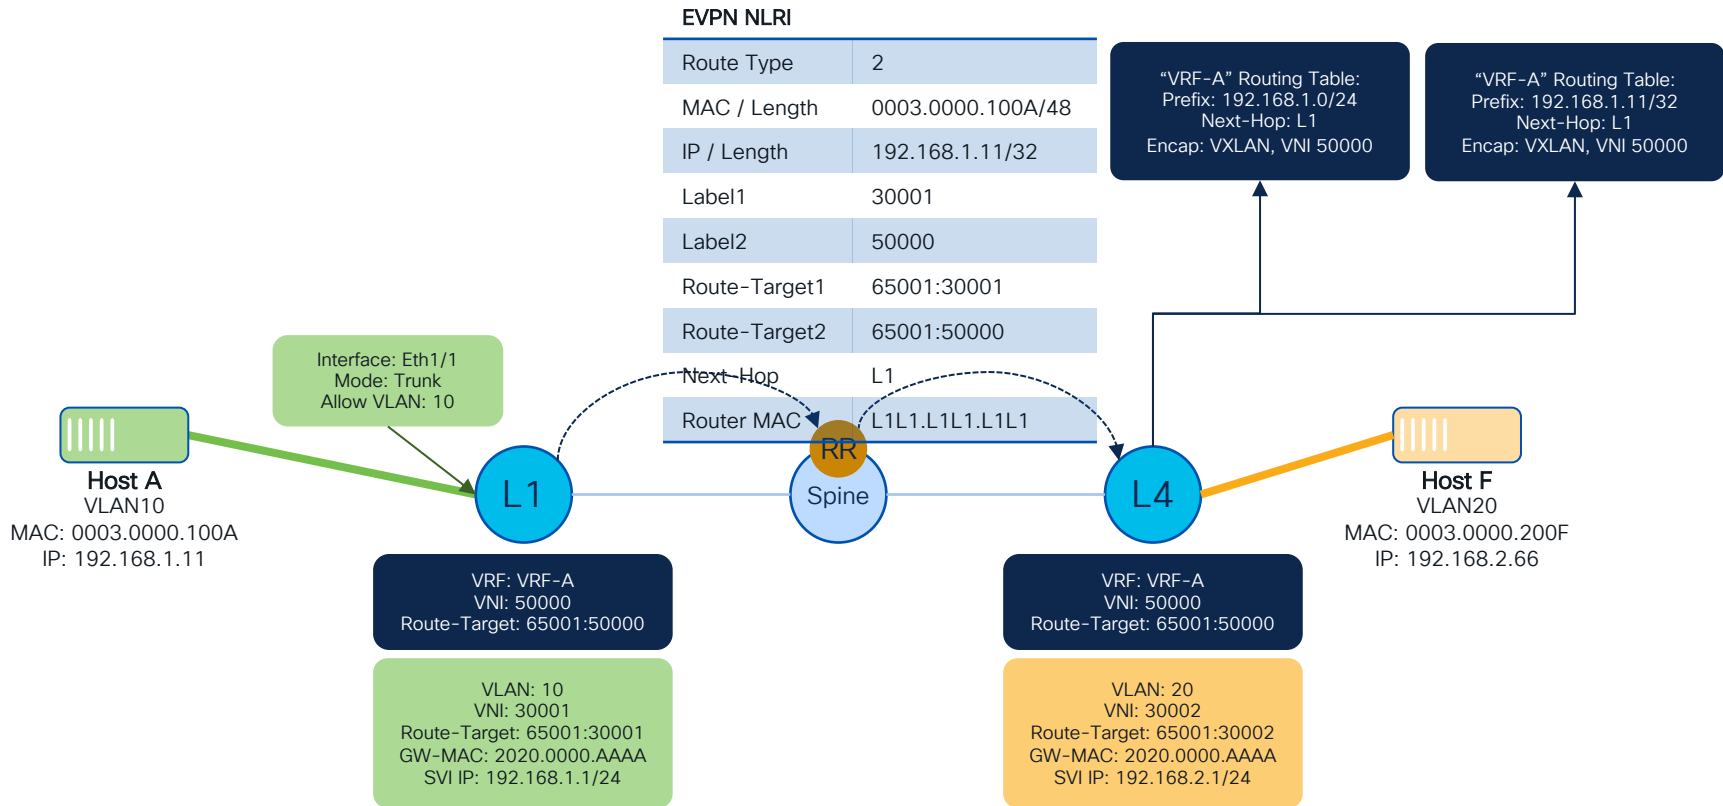 EVPN NLRI
Route Type 2
MAC / Length 0003.0000.100A/48
IP / Length 192.168.1.11/32
Label1 30001
Label2 50000
Route-Target1 65001:30001
Route-Target2 65001:50000
Next-Hop L1
Router MAC L1L1.L1L1.L1L1
“VRF-A” Routing Table:
Prefix: 192.168.1.0/24
Next-Hop: L1
Encap: VXLAN, VNI 50000
“VRF-A” Routing Table:
Prefix: 192.168.1.11/32
Next-Hop: L1
Encap: VXLAN, VNI 50000
Interface: Eth1/1
Mode: Trunk
Allow VLAN: 10
Host A
VLAN10
MAC: 0003.0000.100A
IP: 192.168.1.11
L1
RR
Spine
L4
Host F
VLAN20
MAC: 0003.0000.200F
IP: 192.168.2.66
VRF: VRF-A
VNI: 50000
Route-Target: 65001:50000
VLAN: 10
VNI: 30001
Route-Target: 65001:30001
GW-MAC: 2020.0000.AAAA
SVI IP: 192.168.1.1/24
VRF: VRF-A
VNI: 50000
Route-Target: 65001:50000
VLAN: 20
VNI: 30002
Route-Target: 65001:30002
GW-MAC: 2020.0000.AAAA
SVI IP: 192.168.2.1/24